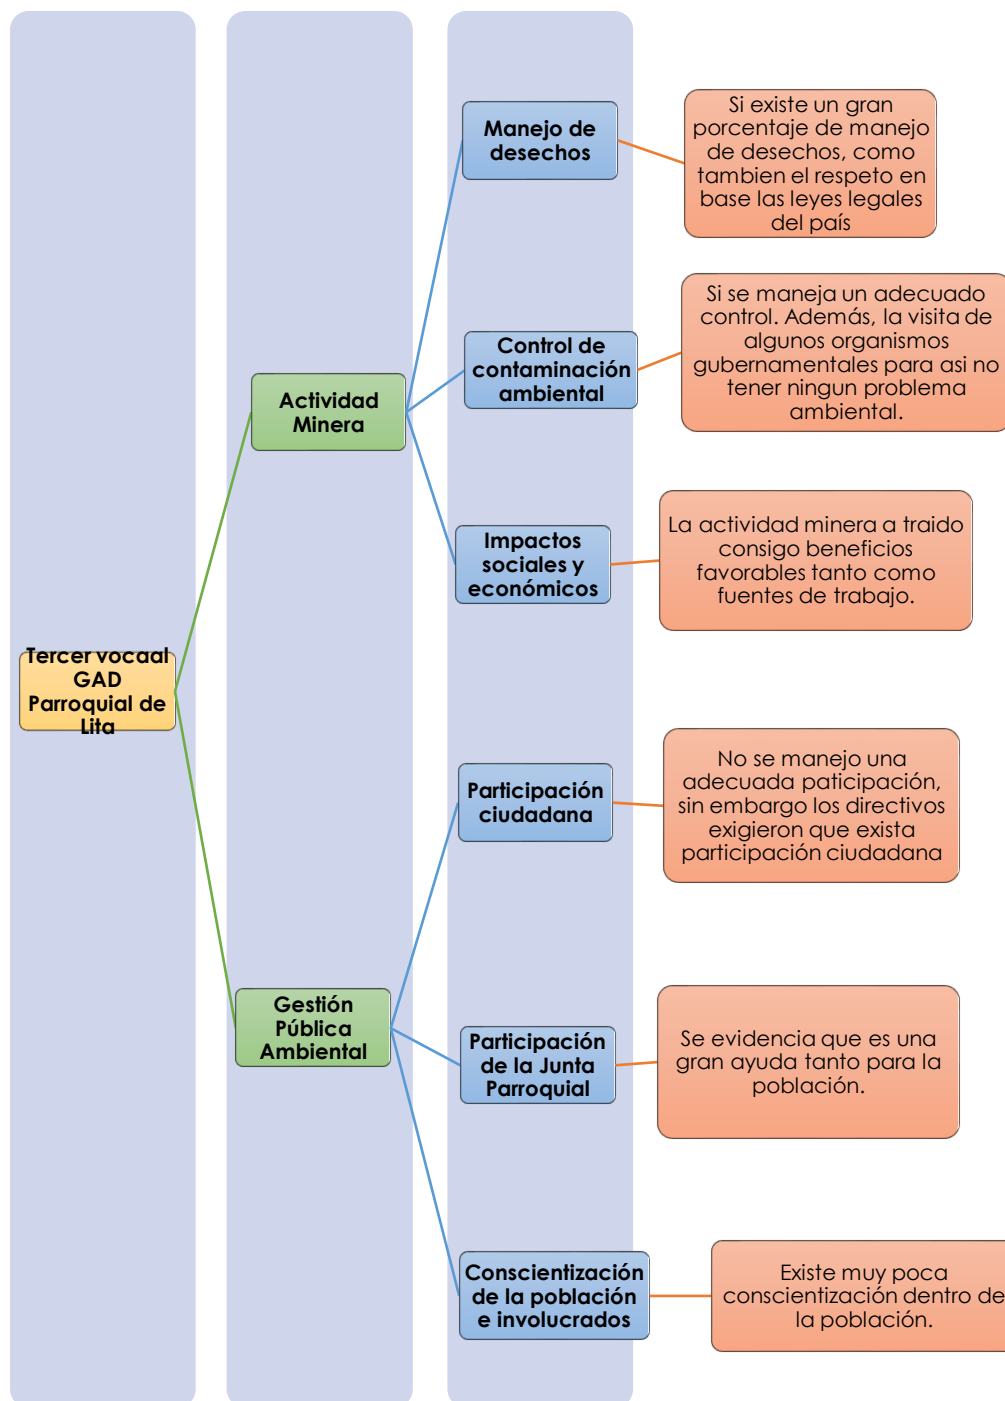 Tercer vocaal
GAD
Parroquial de
Lita
Actividad
Minera
Manejo de
desechos
Si existe un gran
porcentaje de manejo
de desechos, como
tambien el respeto en
base las leyes legales
del país
Control de
contaminación
ambiental
Si se maneja un adecuado
control. Además, la visita de
algunos organismos
gubernamentales para asi no
tener ningun problema
ambiental.
Impactos
sociales y
económicos
La actividad minera a traido
consigo beneficios
favorables tanto como
fuentes de trabajo.
Gestión
Pública
Ambiental
Participación
ciudadana
No se manejo una
adecuada paticipación,
sin embargo los directivos
exigieron que exista
participación ciudadana
Participación
de la Junta
Parroquial
Se evidencia que es una
gran ayuda tanto para la
población.
Conscientización
de la población
e involucrados
Existe muy poca
conscientización dentro de
la población.